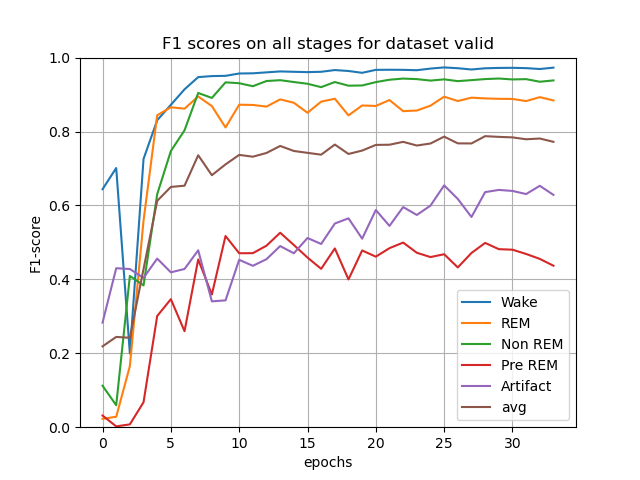 F1 scores on all stages for dataset valid
1.0
0.8
0.6
0.4
0.2
0.0
F1-score
0 5 10 15 20 25 30
epochs
Wake
REM
Non REM
Pre REM
Artifact
avg